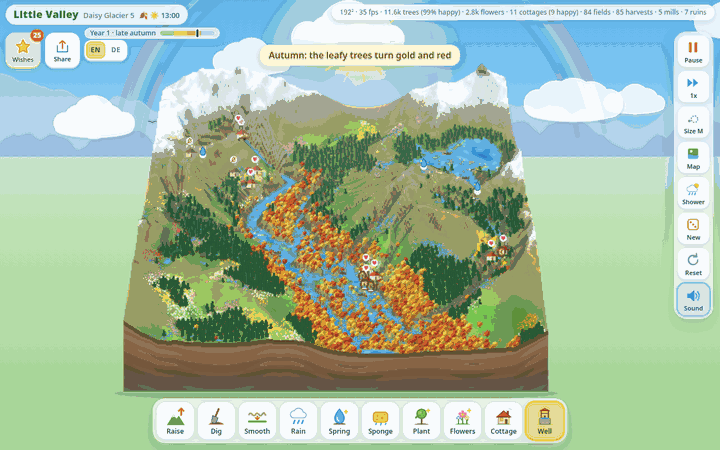 Little Valley Daisy Glacier 5 13:00
192² · 35 fps · 11.6k trees (99% happy) · 2.8k flowers · 11 cottages (9 happy) · 84 fields · 85 harvests · 5 mills · 7 ruins
Year 1 · late autumn
25
Wishes
Share
EN
DE
Autumn: the leafy trees turn gold and red
Pause
1x
Size M
Map
Shower
New
Reset
Sound
Raise
Dig
Smooth
Rain
Spring
Sponge
Plant
Flowers
Cottage
Well